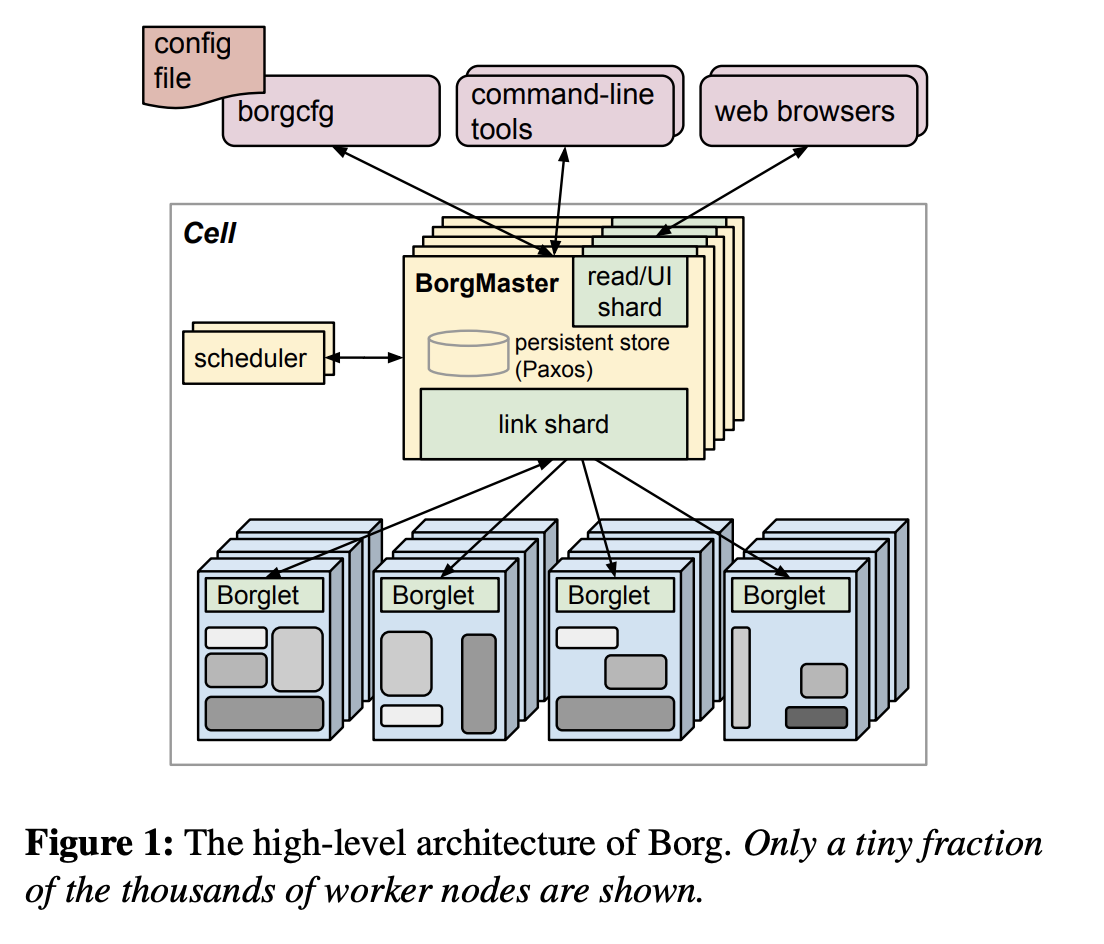 config
file
borgcfg
command-line
tools
web browsers
Cell
BorgMaster
read/UI
shard
persistent store
(Paxos)
scheduler
link shard
Borglet
Borglet
Borglet
Borglet
Figure 1: The high-level architecture of Borg. Only a tiny fraction
of the thousands of worker nodes are shown.